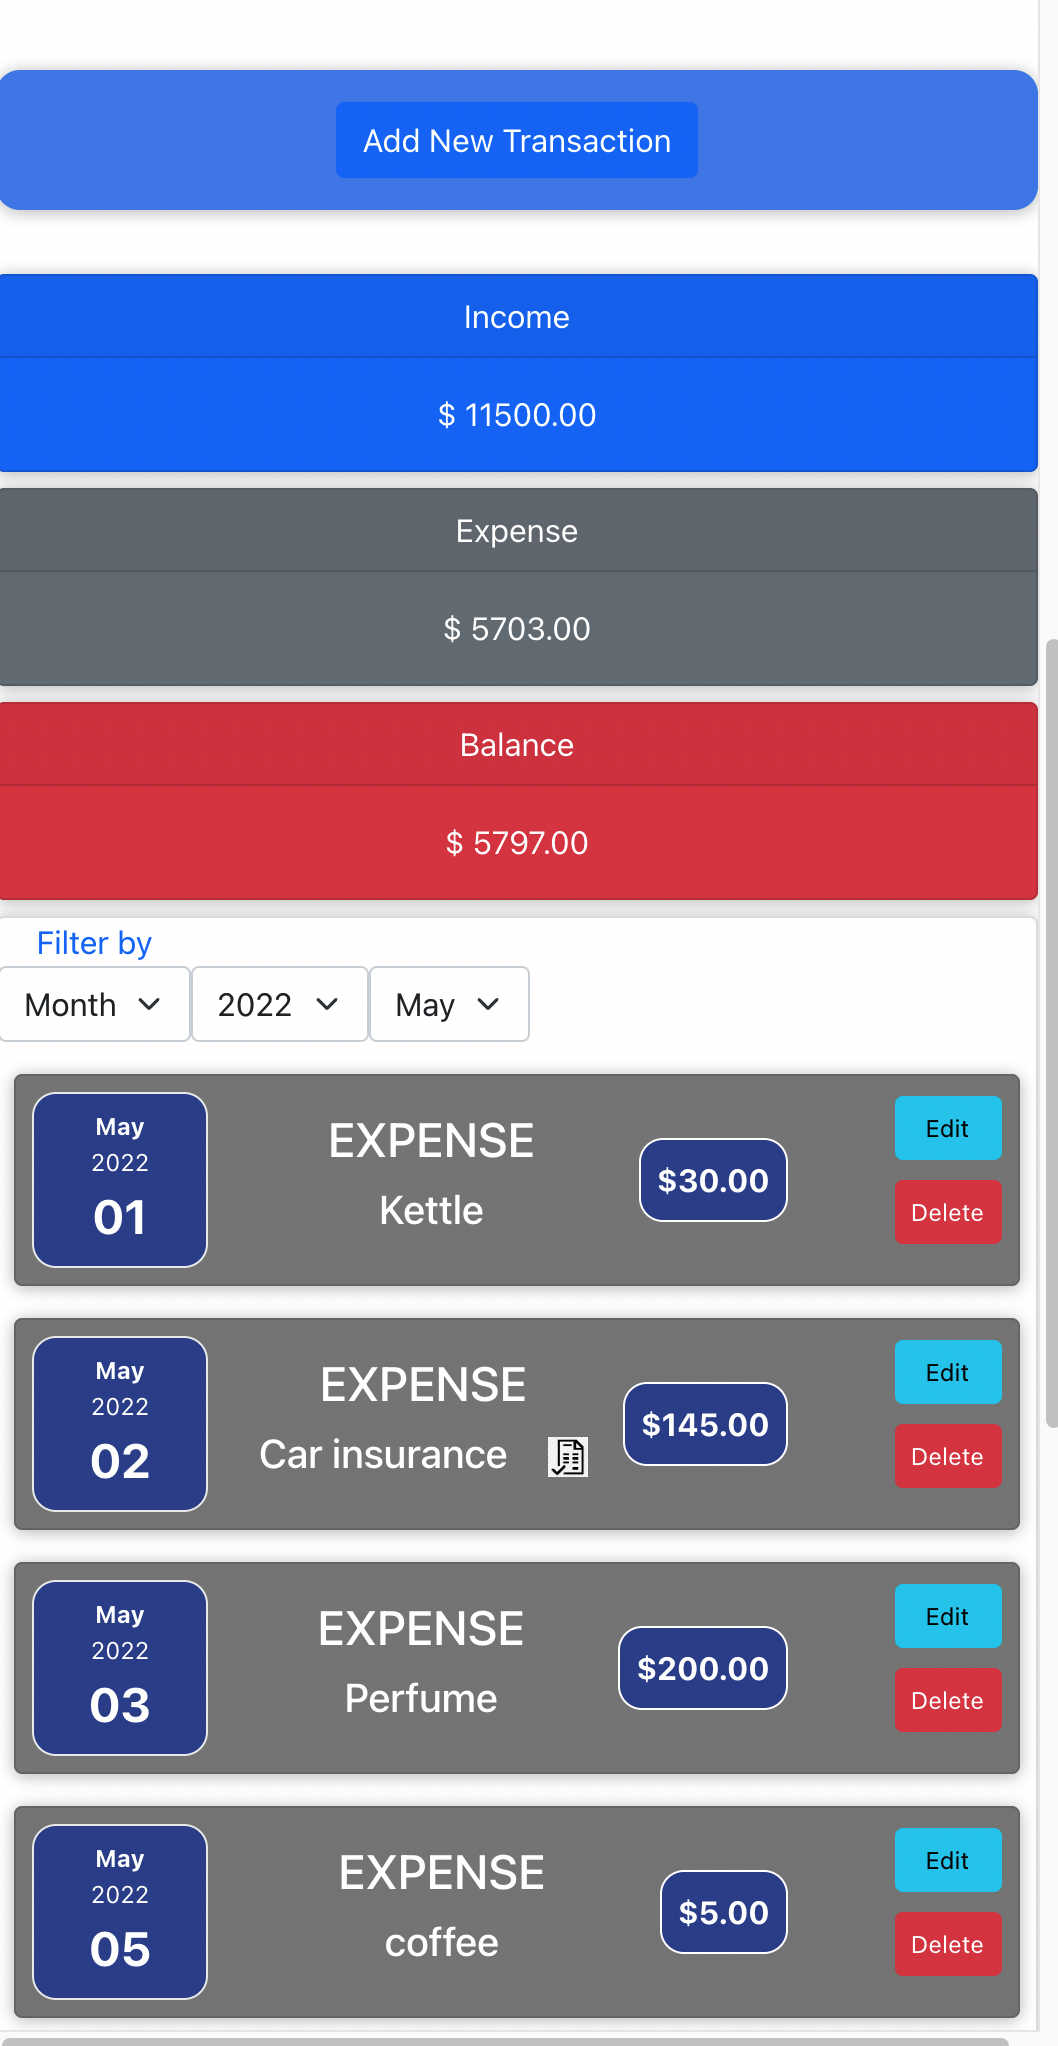 Add New Transaction
Income
$ 11500.00
Expense
$ 5703.00
Balance
$ 5797.00
Filter by
Month 2022 May
May
2022
01
EXPENSE
Kettle
$30.00
Edit
Delete
May
2022
02
EXPENSE
Car insurance
$145.00
Edit
Delete
May
2022
03
EXPENSE
Perfume
$200.00
Edit
Delete
May
2022
05
EXPENSE
coffee
$5.00
Edit
Delete